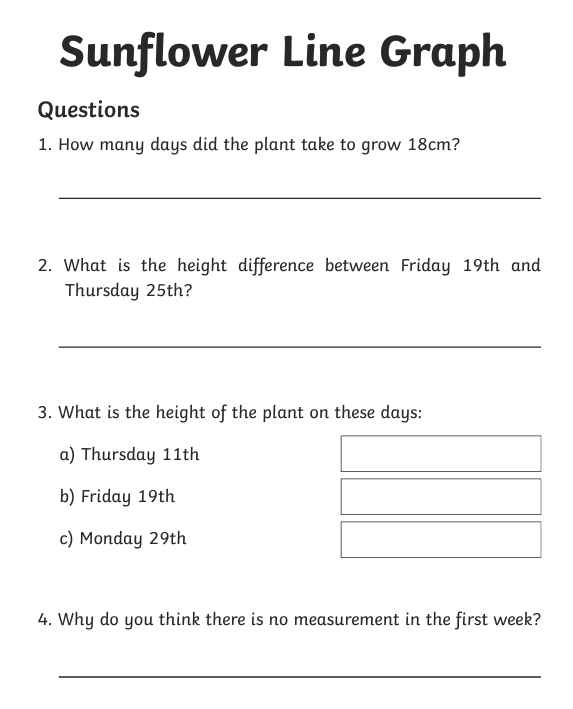 Sunflower Line Graph
Questions
1. How many days did the plant take to grow 18cm?
2. What is the height difference between Friday 19th and
Thursday 25th?
3. What is the height of the plant on these days:
a) Thursday 11th
b) Friday 19th
c) Monday 29th
4. Why do you think there is no measurement in the first week?